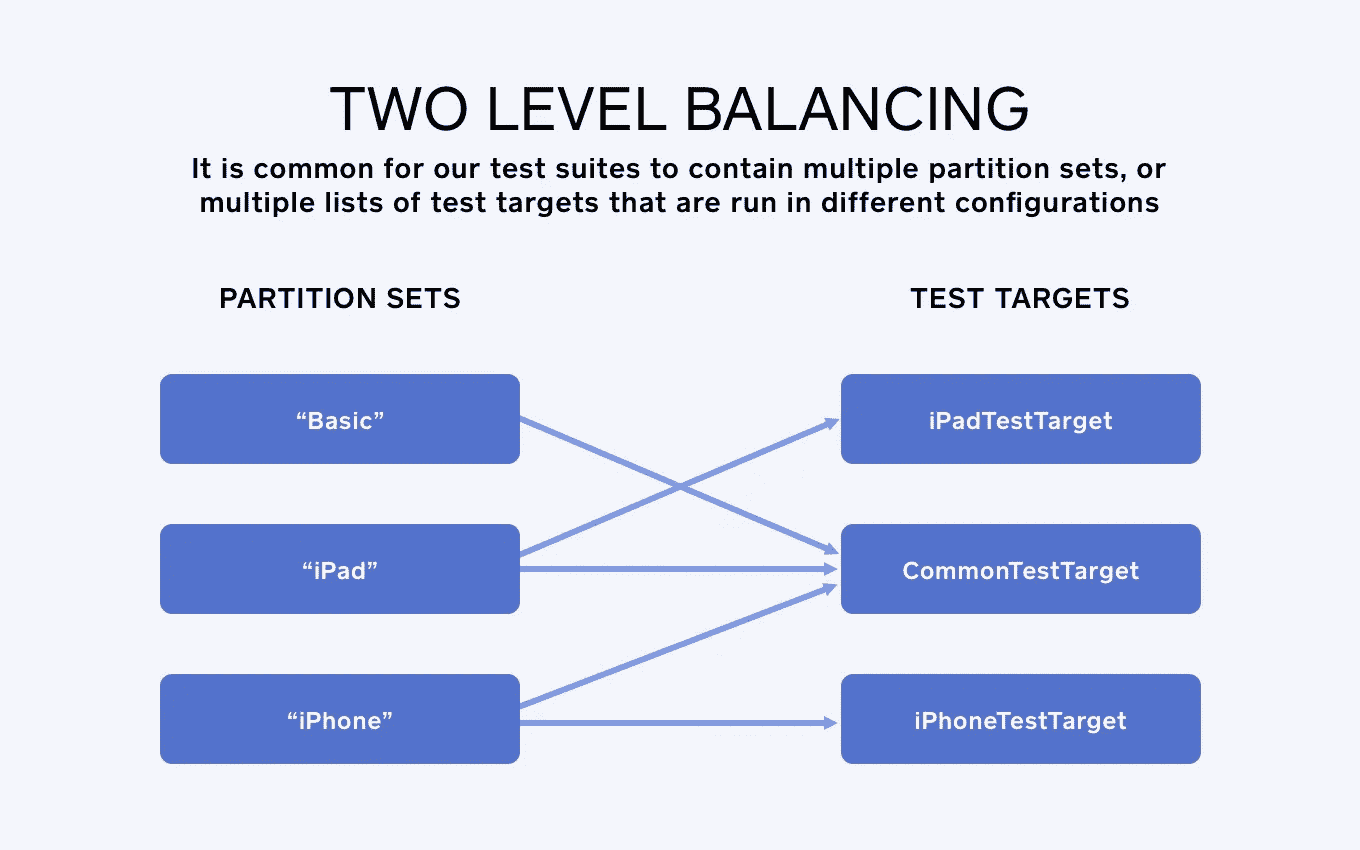 TWO LEVEL BALANCING
It is common for our test suites to contain multiple partition sets, or
multiple lists of test targets that are run in different configurations
PARTITION SETS
TEST TARGETS
“Basic”
iPadTestTarget
“iPad”
CommonTestTarget
“iPhone”
iPhoneTestTarget